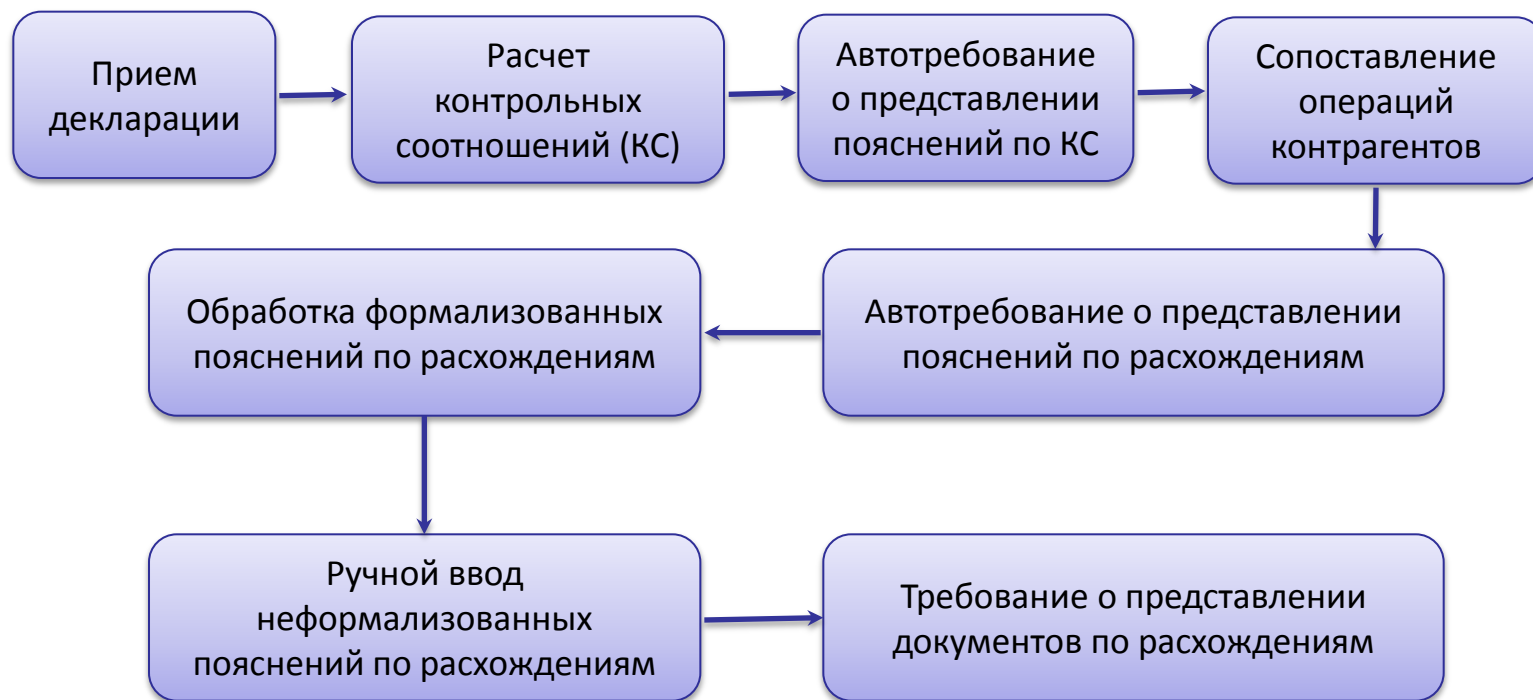 Прием
декларации
Расчет
контрольных
соотношений (КС)
Автотребование
о представлении
пояснений по КС
Сопоставление
операций
контрагентов
Автотребование о представлении
пояснений по расхождениям
Обработка формализованных
пояснений по расхождениям
Ручной ввод
неформализованных
пояснений по расхождениям
Требование о представлении
документов по расхождениям